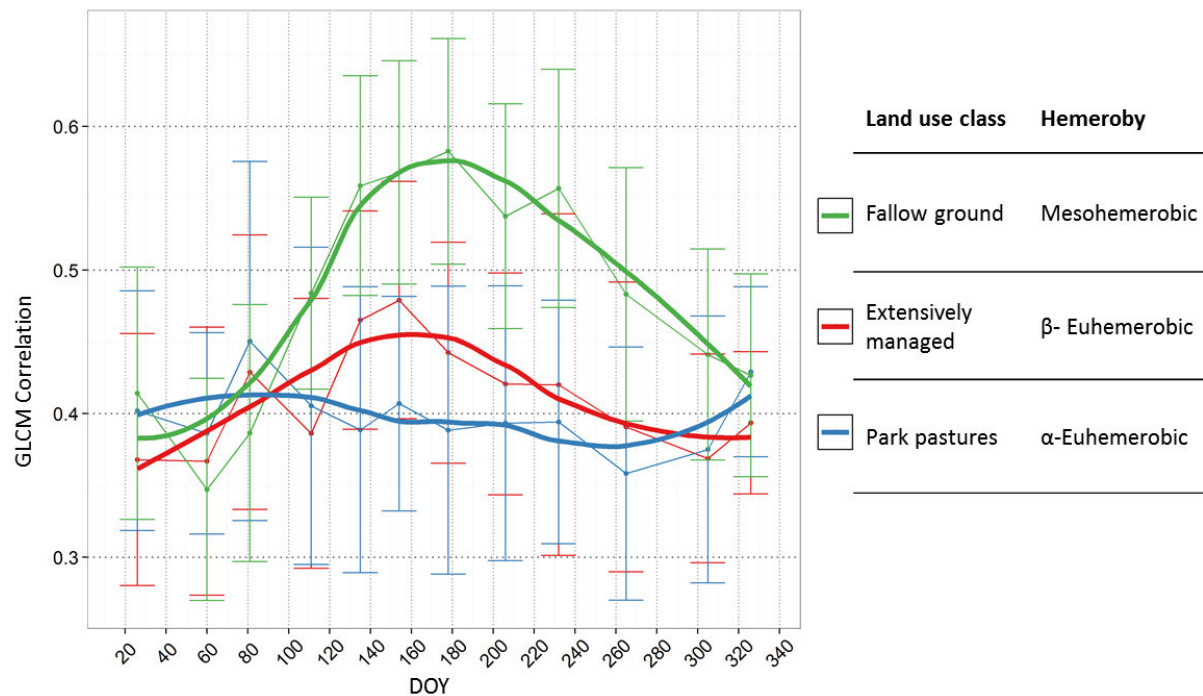 GLCM Correlation
0.6
0.5
0.4
0.3
20 40 60 80 100 120 140 160 180 200 220 240 260 280 300 320 340
DOY
Land use class Hemeroby
Fallow ground Mesohemerobic
Extensively
managed
β- Euhemerobic
Park pastures α-Euhemerobic